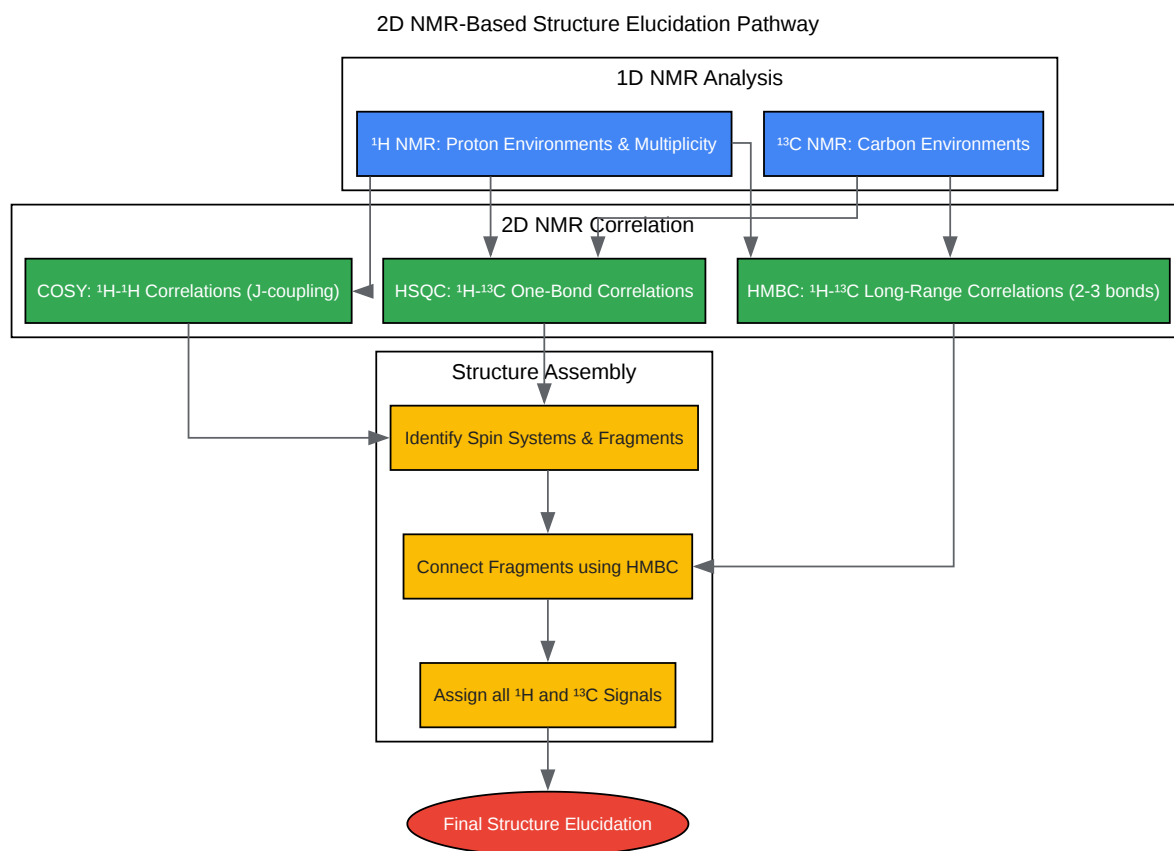 2D NMR-Based Structure Elucidation Pathway
1D NMR Analysis
¹H NMR: Proton Environments & Multiplicity
¹³C NMR: Carbon Environments
2D NMR Correlation
COSY: ¹H-¹H Correlations (J-coupling)
HSQC: ¹H-¹³C One-Bond Correlations
HMBC: ¹H-¹³C Long-Range Correlations (2-3 bonds)
Structure Assembly
Identify Spin Systems & Fragments
Connect Fragments using HMBC
Assign all ¹H and ¹³C Signals
Final Structure Elucidation